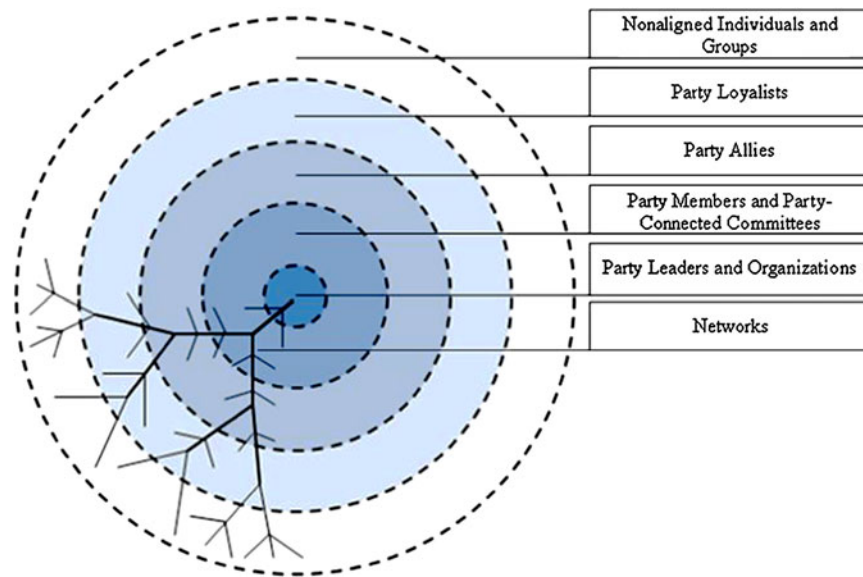 Nonaligned Individuals and
Groups
Party Loyalists
Party Allies
Party Members and Party-
Connected Committees
Party Leaders and Organizations
Networks